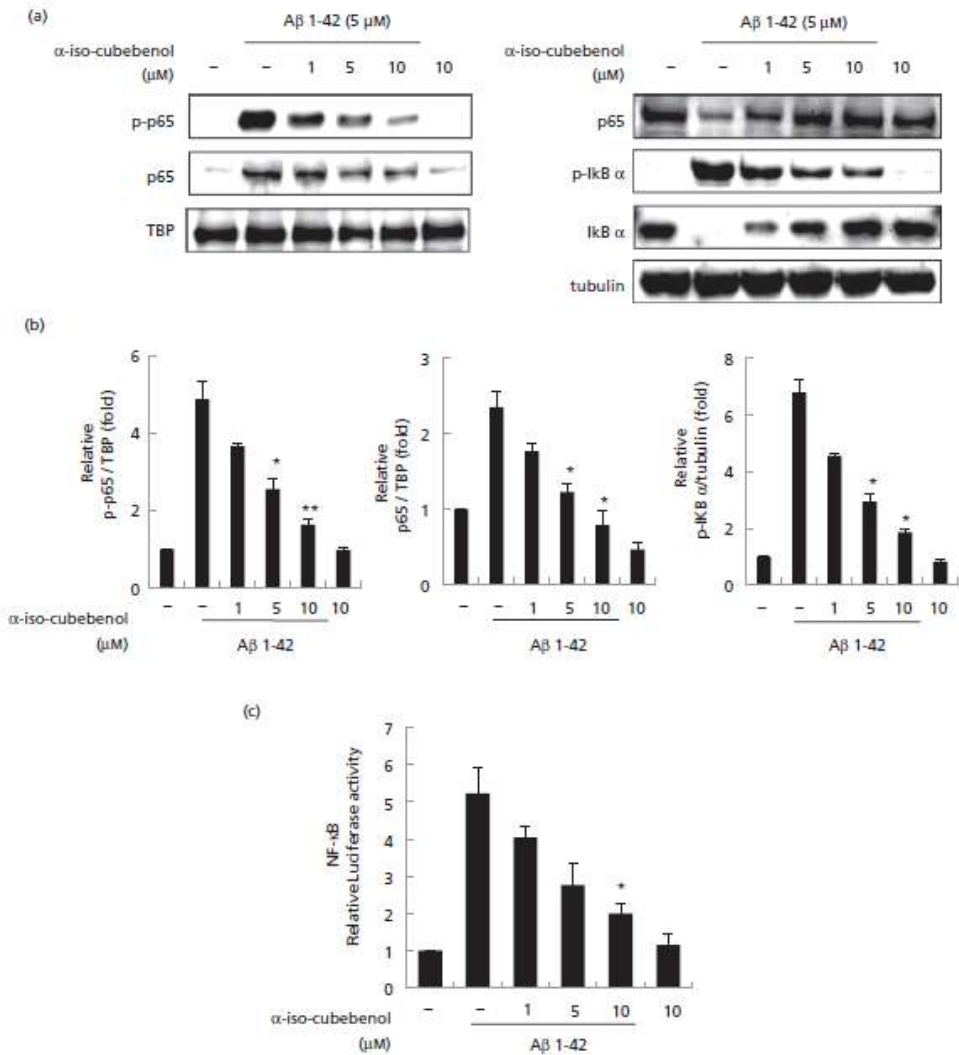 (a)
Aβ 1-42 (5 μM)
α-iso-cubebenol
(μM)
– – 1 5 10 10
p-p65
p65
TBP
Aβ 1-42 (5 μM)
α-iso-cubebenol
(μM)
– – 1 5 10 10
p65
p-IkB α
IkB α
tubulin
(b)
Relative
p-p65 / TBP (fold)
6
4
2
0
*
**
– – 1 5 10 10
α-iso-cubebenol
(μM)
Aβ 1-42
Relative
p65 / TBP (fold)
3
2
1
0
*
*
– – 1 5 10 10
Aβ 1-42
Relative
p-IKB α/tubulin (fold)
8
6
4
2
0
*
*
– – 1 5 10 10
Aβ 1-42
(c)
NF-κB
Relative Luciferase activity
7
6
5
4
3
2
1
0
*
– – 1 5 10 10
α-iso-cubebenol
(μM)
Aβ 1-42